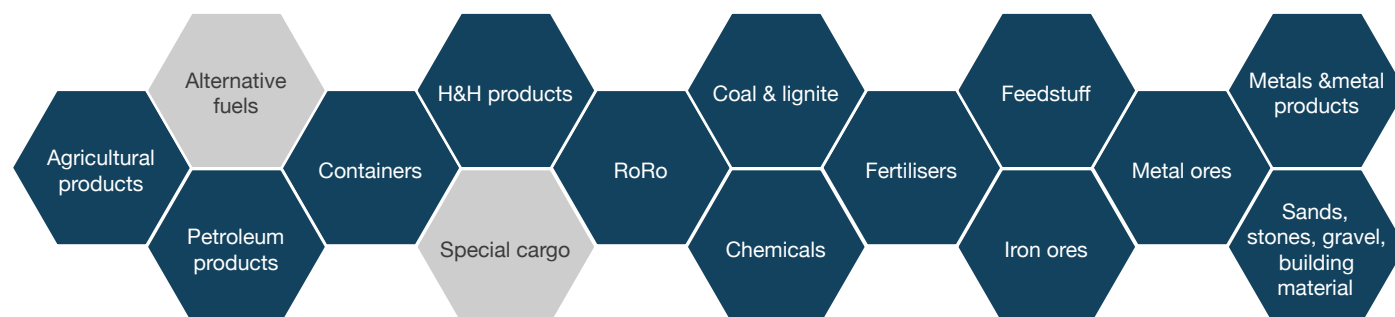 Agricultural
products
Alternative
fuels
Petroleum
products
Containers
H&H products
Special cargo
RoRo
Coal & lignite
Chemicals
Fertilisers
Feedstuff
Iron ores
Metal ores
Metals &metal
products
Sands,
stones, gravel,
building
material